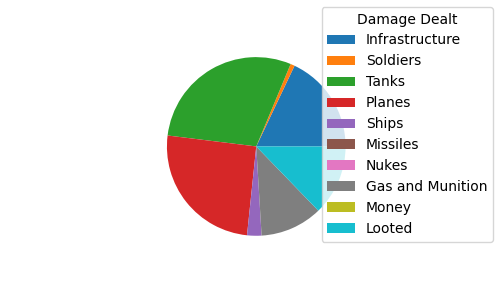 Damage Dealt
Infrastructure
Soldiers
Tanks
Planes
Ships
Missiles
Nukes
Gas and Munition
Money
Looted